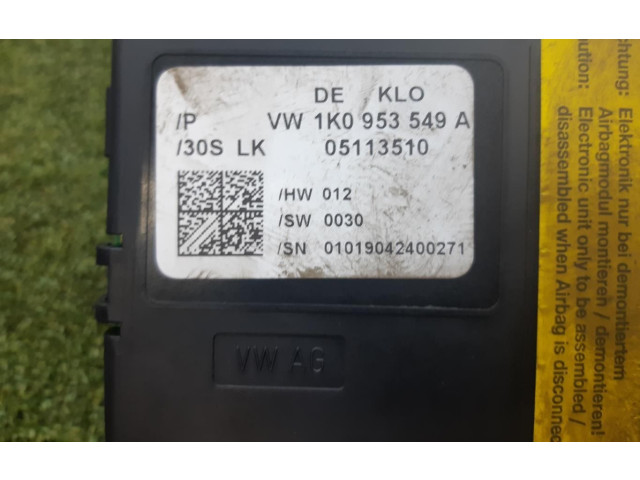 DE KLO
/P VW 1K0 953 549 A
/30S LK 05113510
/HW 012
/SW 0030
/SN 01019042400271
VW AG
Elektronik nur bei demontiertem
Airbagmodul montieren / demontieren!
Electronic unit only to be assembled /
disassembled when Airbag is